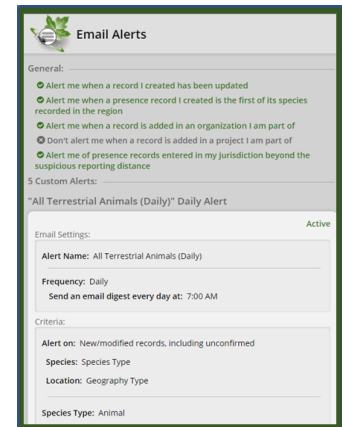 Email Alerts
General:
Alert me when a record I created has been updated
Alert me when a presence record I created is the first of its species
recorded in the region
Alert me when a record is added in an organization I am part of
Don't alert me when a record is added in a project I am part of
Alert me of presence records entered in my jurisdiction beyond the
suspicious reporting distance
5 Custom Alerts:
"All Terrestrial Animals (Daily)" Daily Alert
Active
Email Settings:
Alert Name: All Terrestrial Animals (Daily)
Frequency: Daily
Send an email digest every day at: 7:00 AM
Criteria:
Alert on: New/modified records, including unconfirmed
Species: Species Type
Location: Geography Type
Species Type: Animal